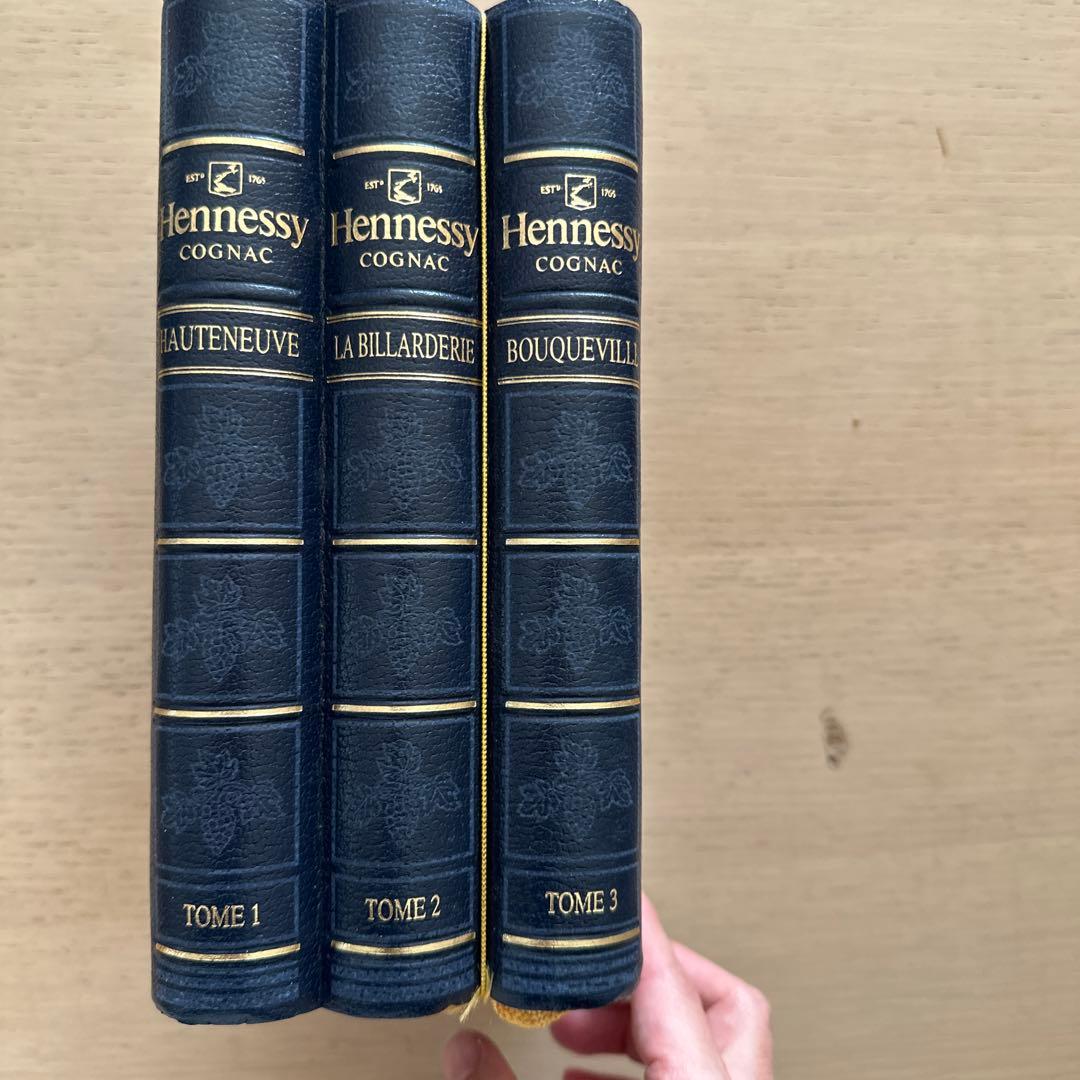 ESTD 1765
Hennessy
COGNAC
HAUTENEUVE
TOME 1
ESTD 1765
Hennessy
COGNAC
LA BILLARDERIE
TOME 2
ESTD 1765
Hennessy
COGNAC
BOUQUEVILLE
TOME 3